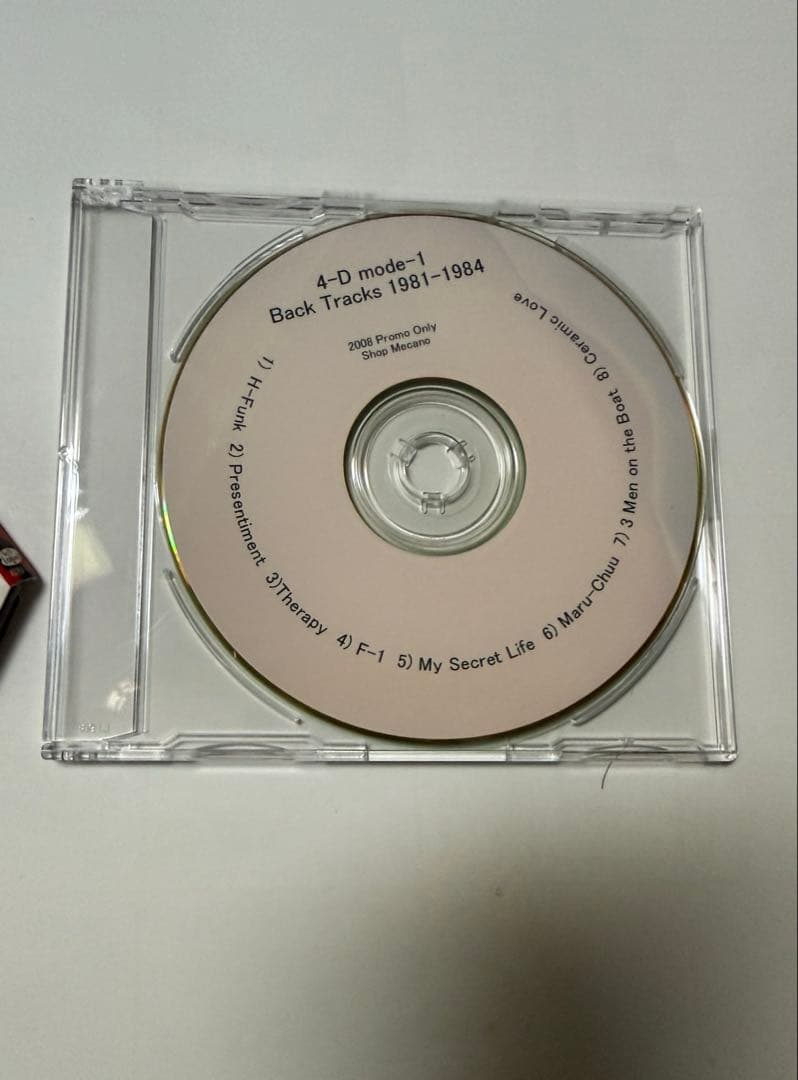 4-D mode-1
Back Tracks 1981-1984
2008 Promo Only
Shop Mecano
1) H-Funk 2) Presentiment 3)Therapy 4) F-1 5) My Secret Life 6) Maru-Chuu 7) 3 Men on the Boat 8) Ceramic Love